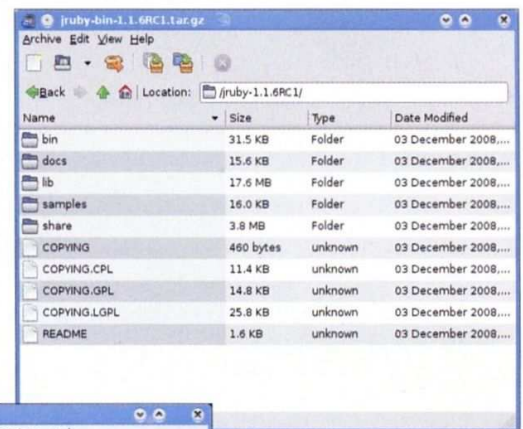 jruby-bin-1.1.6RC1.tar.gz
Archive Edit View Help
Back Location: /jruby-1.1.6RC1/
Name Size Type Date Modified
bin 31.5 KB Folder 03 December 2008,...
docs 15.6 KB Folder 03 December 2008,...
lib 17.6 MB Folder 03 December 2008,...
samples 16.0 KB Folder 03 December 2008,...
share 3.8 MB Folder 03 December 2008,...
COPYING 460 bytes unknown 03 December 2008,...
COPYING.CPL 11.4 KB unknown 03 December 2008,...
COPYING.GPL 14.8 KB unknown 03 December 2008,...
COPYING.LGPL 25.8 KB unknown 03 December 2008,...
README 1.6 KB unknown 03 December 2008,...